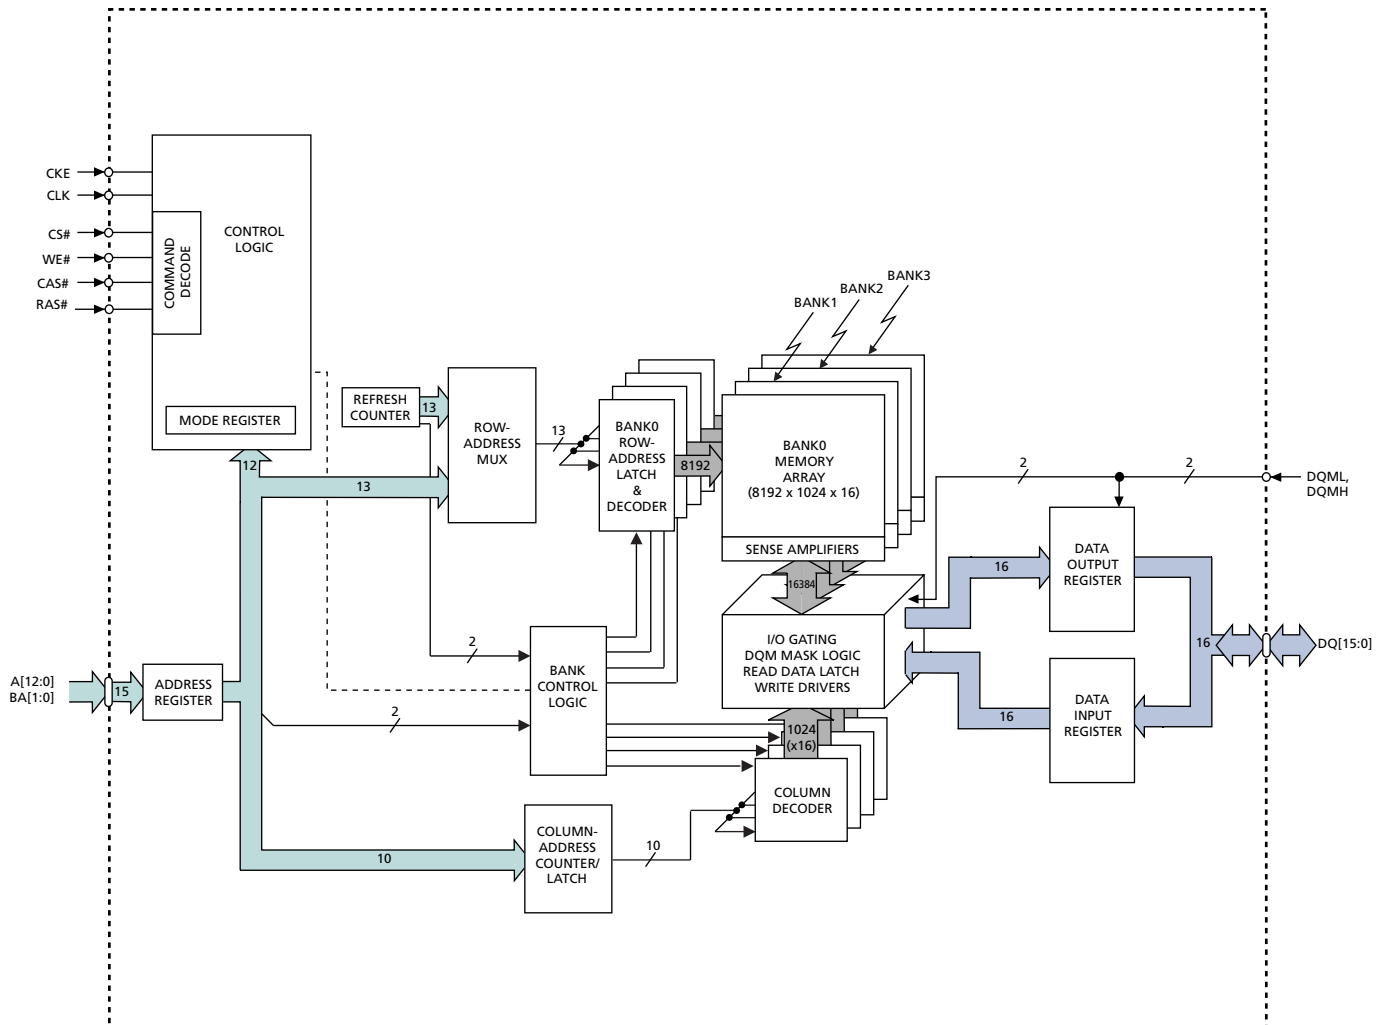 CKE
CLK
CS#
WE#
CAS#
RAS#
COMMAND
DECODE
CONTROL
LOGIC
MODE REGISTER
12
REFRESH
COUNTER
13
13
ROW-
ADDRESS
MUX
13
BANK0
ROW-
ADDRESS
LATCH
&
DECODER
8192
BANK1
BANK2
BANK3
BANK0
MEMORY
ARRAY
(8192 x 1024 x 16)
SENSE AMPLIFIERS
16384
I/O GATING
DQM MASK LOGIC
READ DATA LATCH
WRITE DRIVERS
2
2
DQML,
DQMH
16
DATA
OUTPUT
REGISTER
16
DQ[15:0]
16
DATA
INPUT
REGISTER
A[12:0]
BA[1:0]
15
ADDRESS
REGISTER
2
2
BANK
CONTROL
LOGIC
1024
(x16)
COLUMN
DECODER
10
COLUMN-
ADDRESS
COUNTER/
LATCH
10